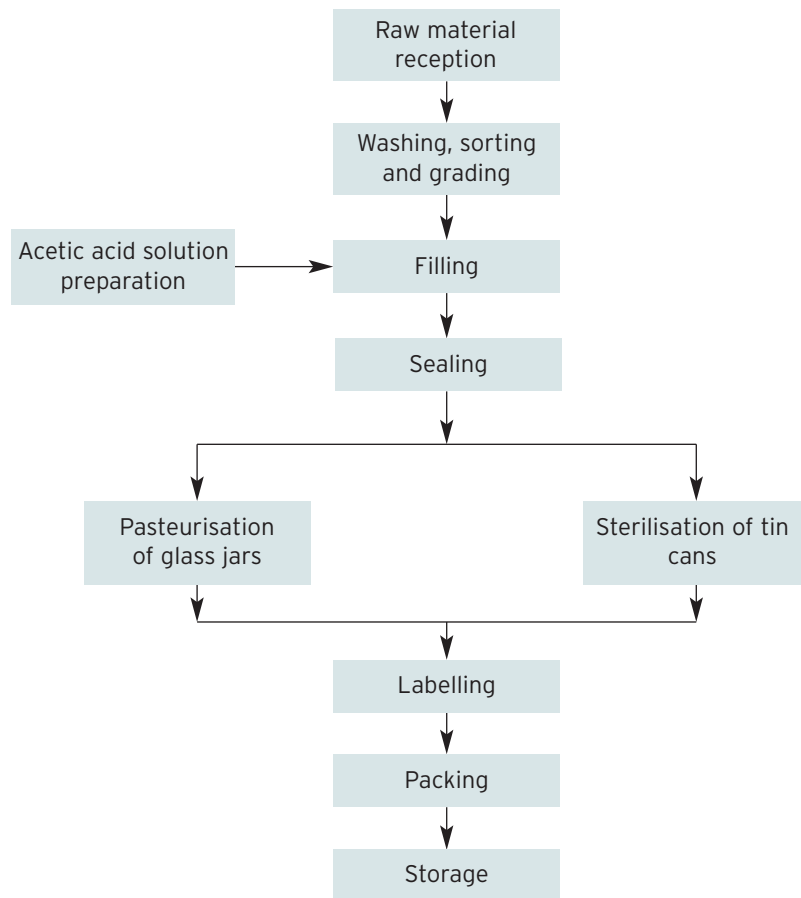 Raw material
reception
Washing, sorting
and grading
Acetic acid solution
preparation
Filling
Sealing
Pasteurisation
of glass jars
Sterilisation of tin
cans
Labelling
Packing
Storage